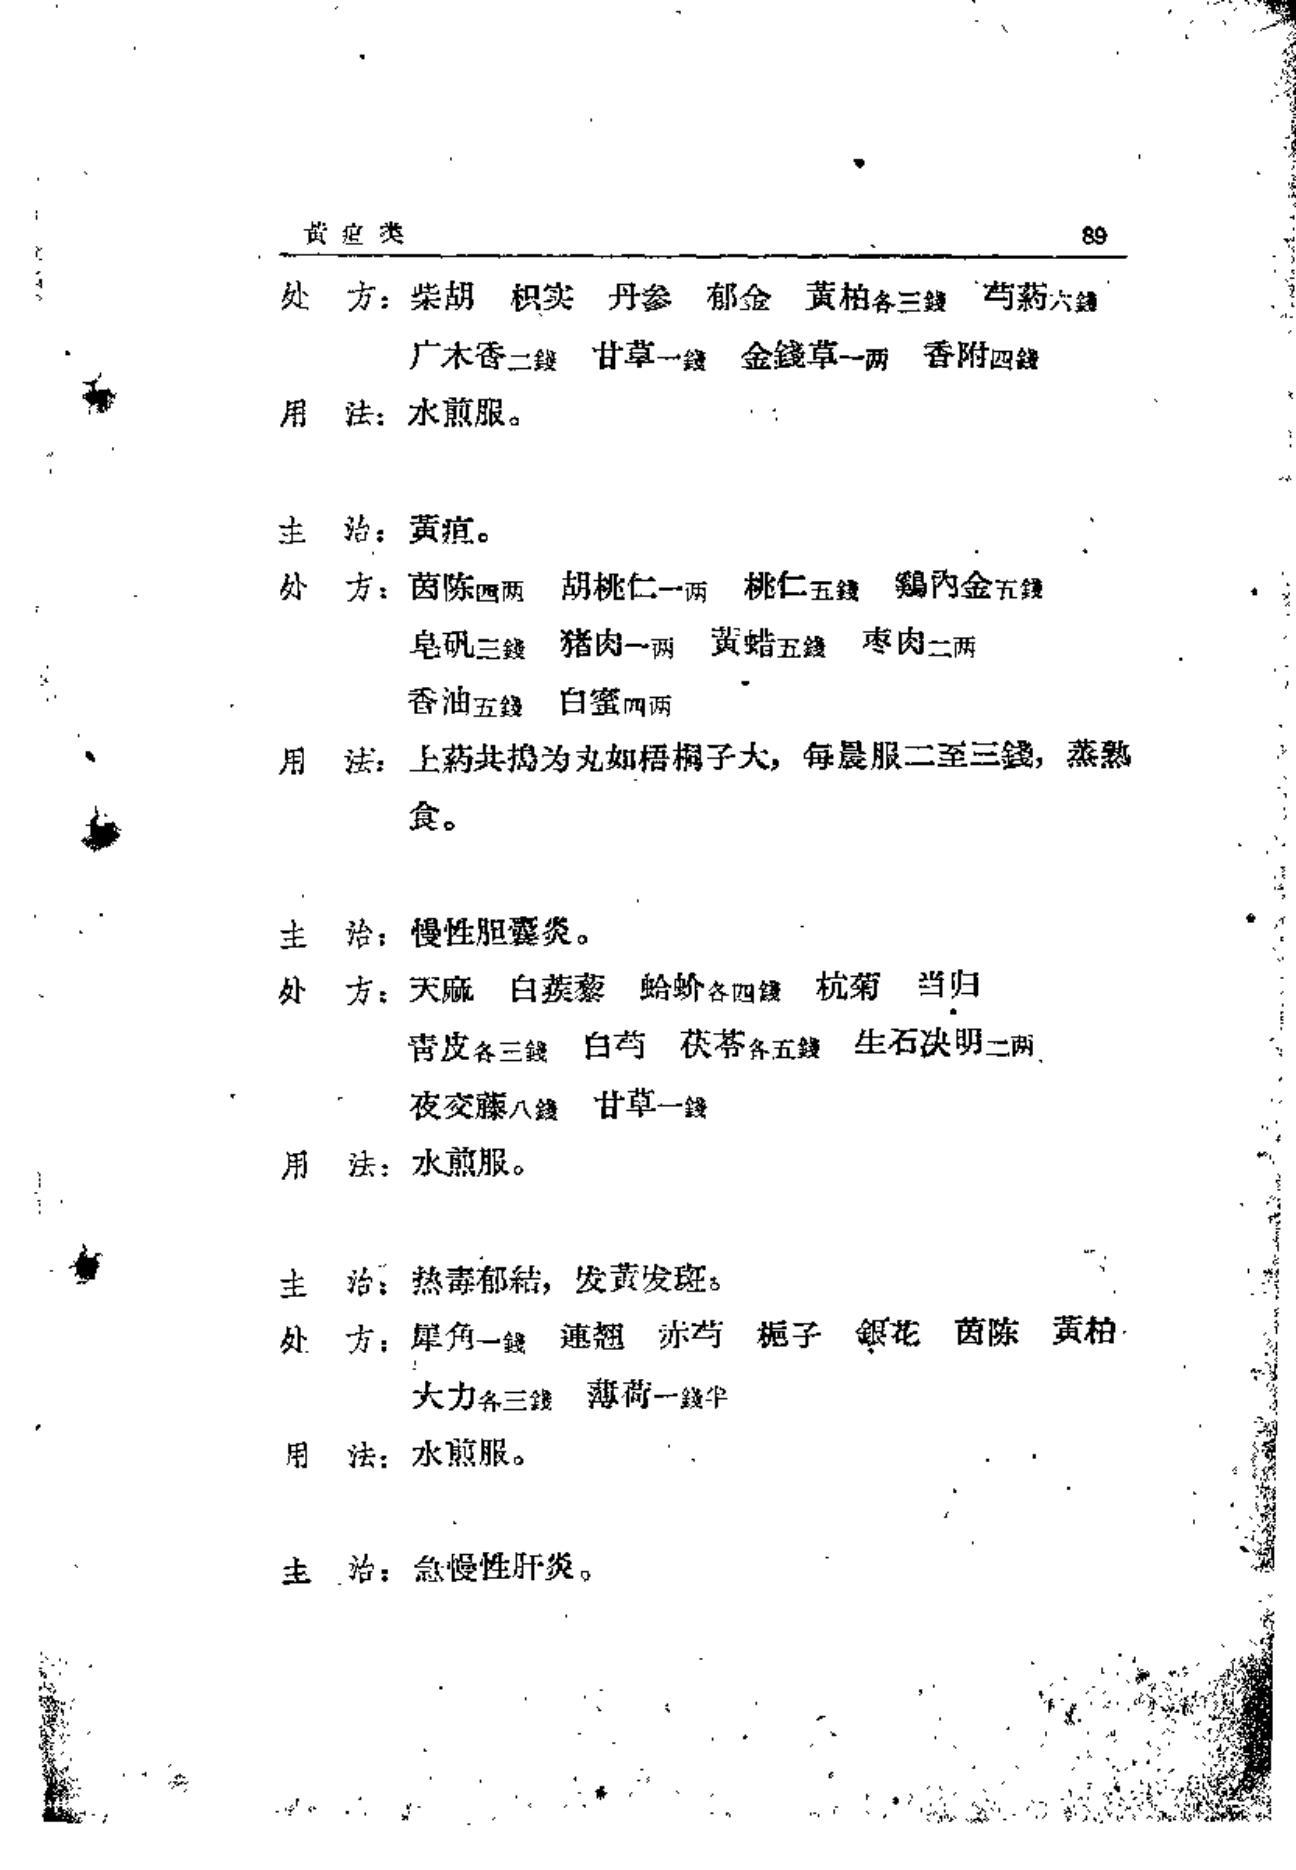 黃疸类 89
处 方：柴胡 枳实 丹参 郁金 黃柏各三錢 芍葯六錢
广木香二錢 甘草一錢 金錢草一两 香附四錢
用 法：水煎服。
主 治：黃疸。
处 方：茵陈四两 胡桃仁一两 桃仁五錢 鷄內金五錢
皂矾三錢 猪肉一两 黃蜡五錢 枣肉二两
香油五錢 白蜜四两
用 法：上葯共搗为丸如梧桐子大，每晨服二至三錢，蒸熟
食。
主 治：慢性胆囊炎。
处 方：天麻 白蒺藜 蛤蚧各四錢 杭菊 当归
青皮各三錢 白芍 茯苓各五錢 生石决明二两
夜交藤八錢 甘草一錢
用 法：水煎服。
主 治：热毒郁結，发黃发斑。
处 方：犀角一錢 連翹 赤芍 梔子 銀花 茵陈 黃柏
大力各三錢 薄荷一錢半
用 法：水煎服。
主 治：急慢性肝炎。